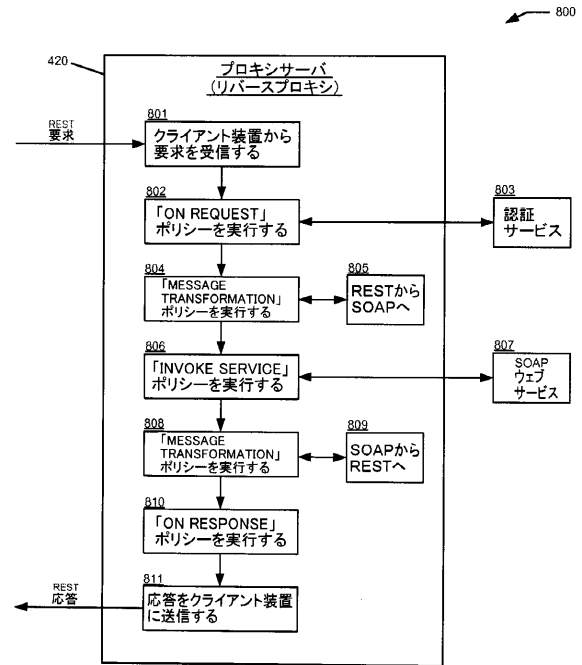 800
420
プロキシサーバ
(リバースプロキシ)
801
REST
要求
クライアント装置から
要求を受信する
802
「ON REQUEST」
ポリシーを実行する
803
認証
サービス
804
「MESSAGE
TRANSFORMATION」
ポリシーを実行する
805
RESTから
SOAPへ
806
「INVOKE SERVICE」
ポリシーを実行する
807
SOAP
ウェブ
サービス
808
「MESSAGE
TRANSFORMATION」
ポリシーを実行する
809
SOAPから
RESTへ
810
「ON RESPONSE」
ポリシーを実行する
811
REST
応答
応答をクライアント装置
に送信する